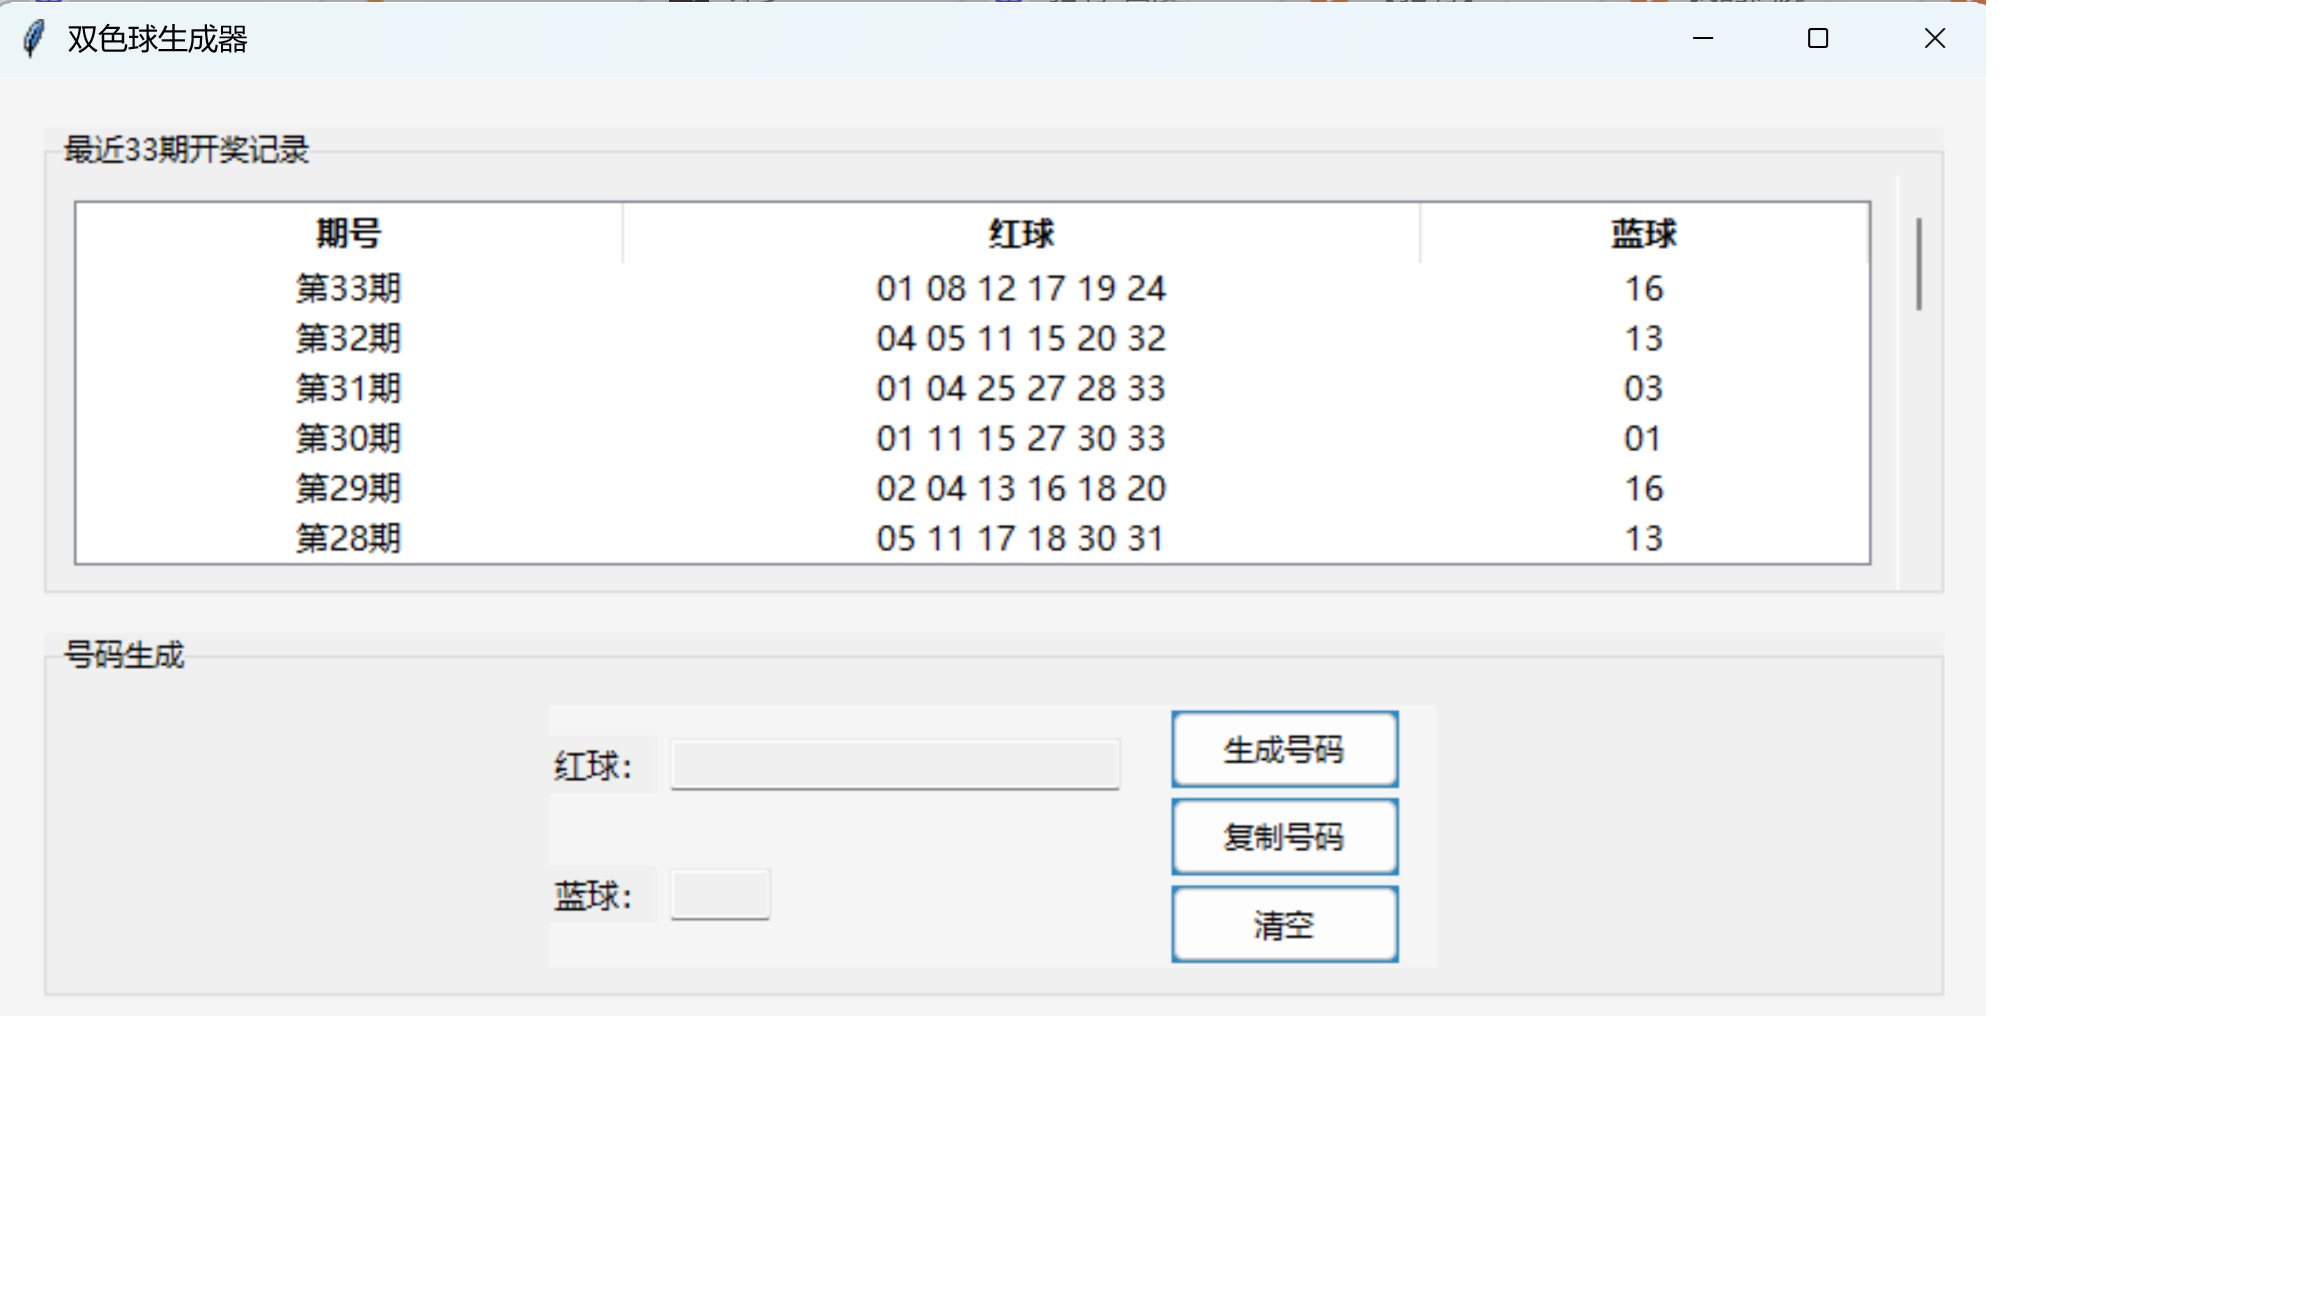 双色球生成器
最近33期开奖记录
期号 红球 蓝球
第33期 01 08 12 17 19 24 16
第32期 04 05 11 15 20 32 13
第31期 01 04 25 27 28 33 03
第30期 01 11 15 27 30 33 01
第29期 02 04 13 16 18 20 16
第28期 05 11 17 18 30 31 13
号码生成
红球: 生成号码
复制号码
蓝球: 清空